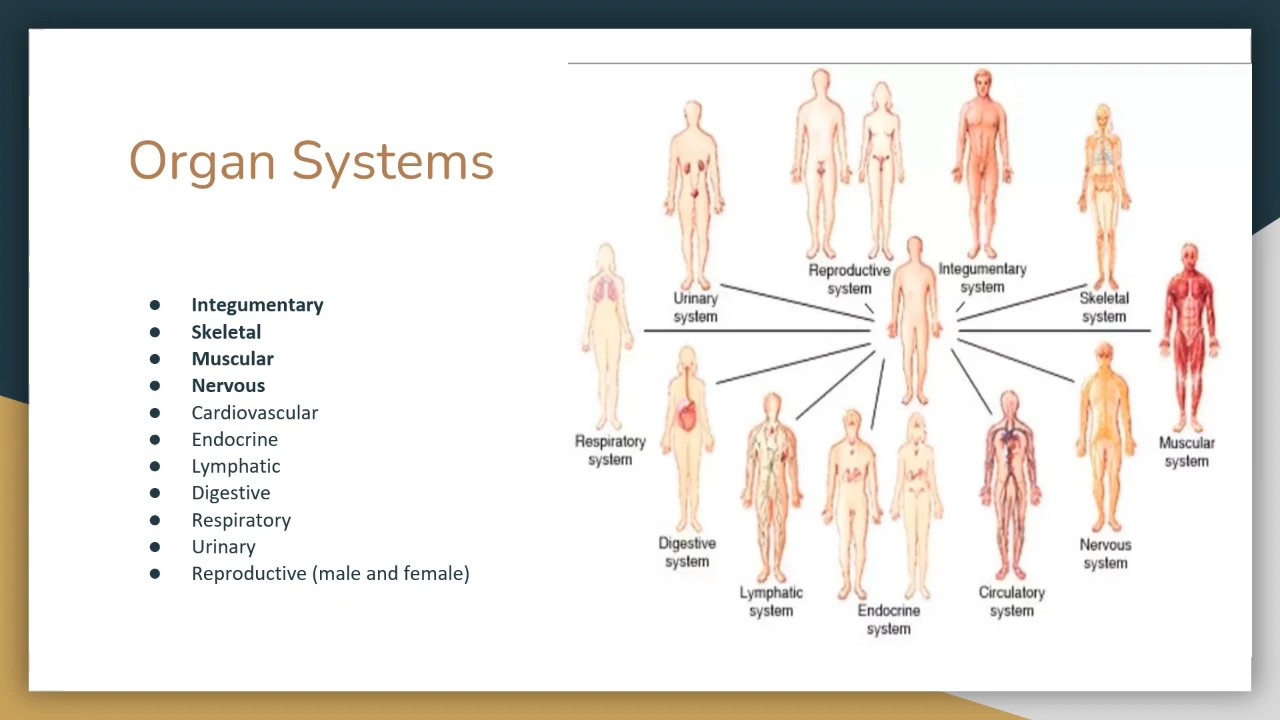 Organ Systems
Integumentary
Skeletal
Muscular
Nervous
Cardiovascular
Endocrine
Lymphatic
Digestive
Respiratory
Urinary
Reproductive (male and female)
Reproductive
system
Integumentary
system
Urinary
system
Skeletal
system
Respiratory
system
Muscular
system
Digestive
system
Nervous
system
Lymphatic
system
Circulatory
system
Endocrine
system